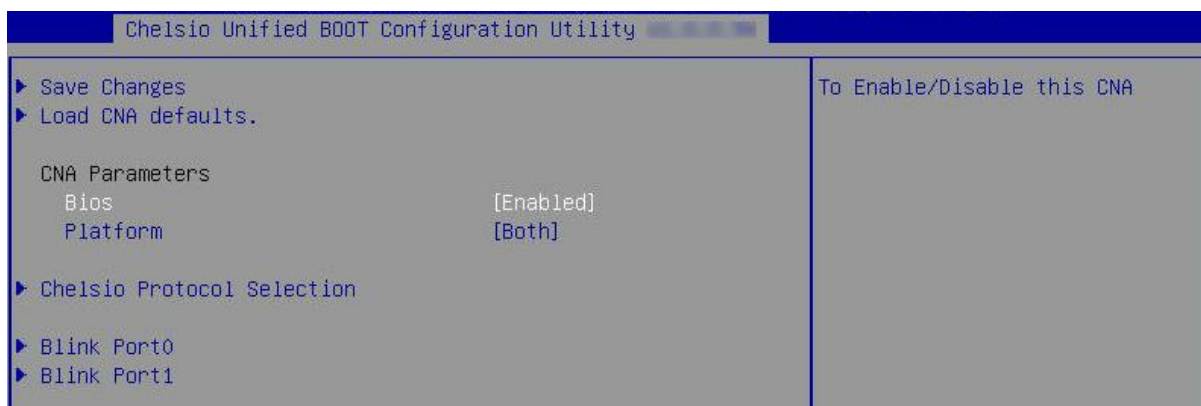 Chelsio Unified BOOT Configuration Utility
Save Changes
Load CNA defaults.
CNA Parameters
Bios [Enabled]
Platform [Both]
Chelsio Protocol Selection
Blink Port0
Blink Port1
To Enable/Disable this CNA